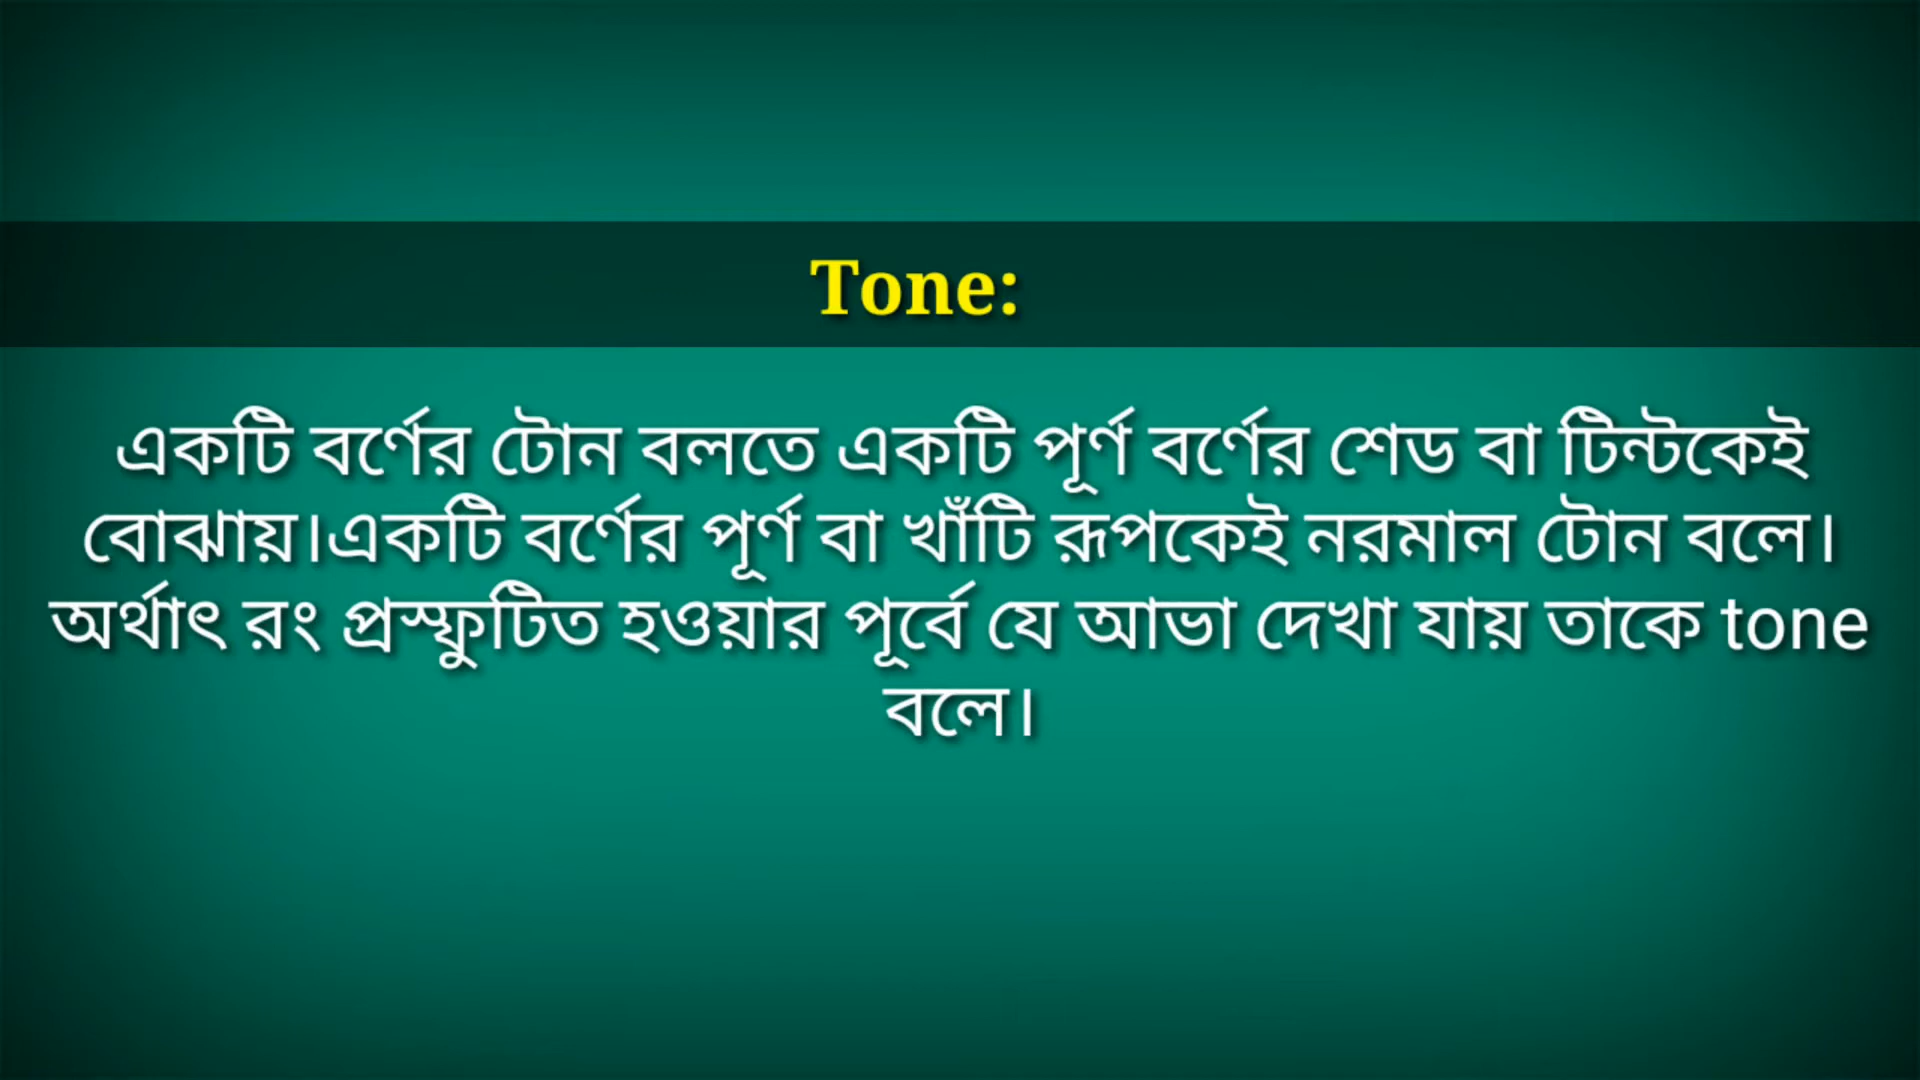 Tone:
একটি বর্ণের টোন বলতে একটি পূর্ণ বর্ণের শেড বা টিন্টকেই
বোঝায়।একটি বর্ণের পূর্ণ বা খাঁটি রূপকেই নরমাল টোন বলে।
অর্থাৎ রং প্রস্ফুটিত হওয়ার পূর্বে যে আভা দেখা যায় তাকে tone
বলে।